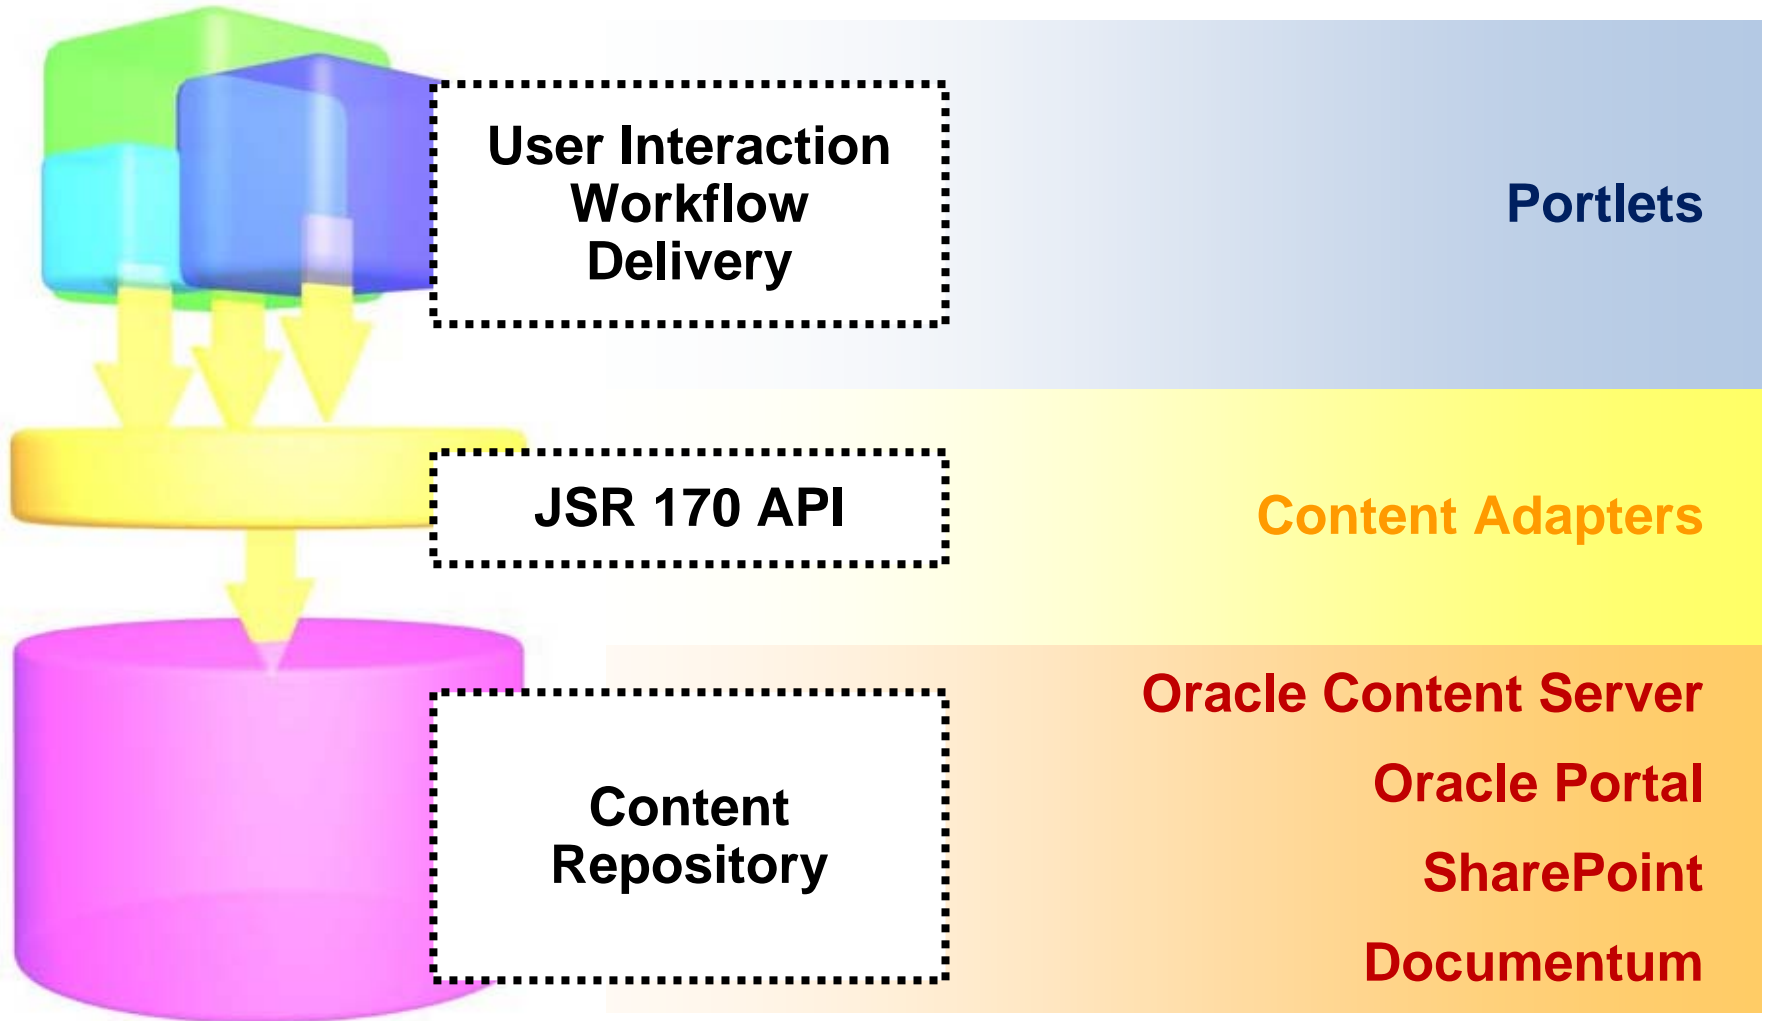 User Interaction
Workflow
Delivery
Portlets
JSR 170 API
Content Adapters
Content
Repository
Oracle Content Server
Oracle Portal
SharePoint
Documentum